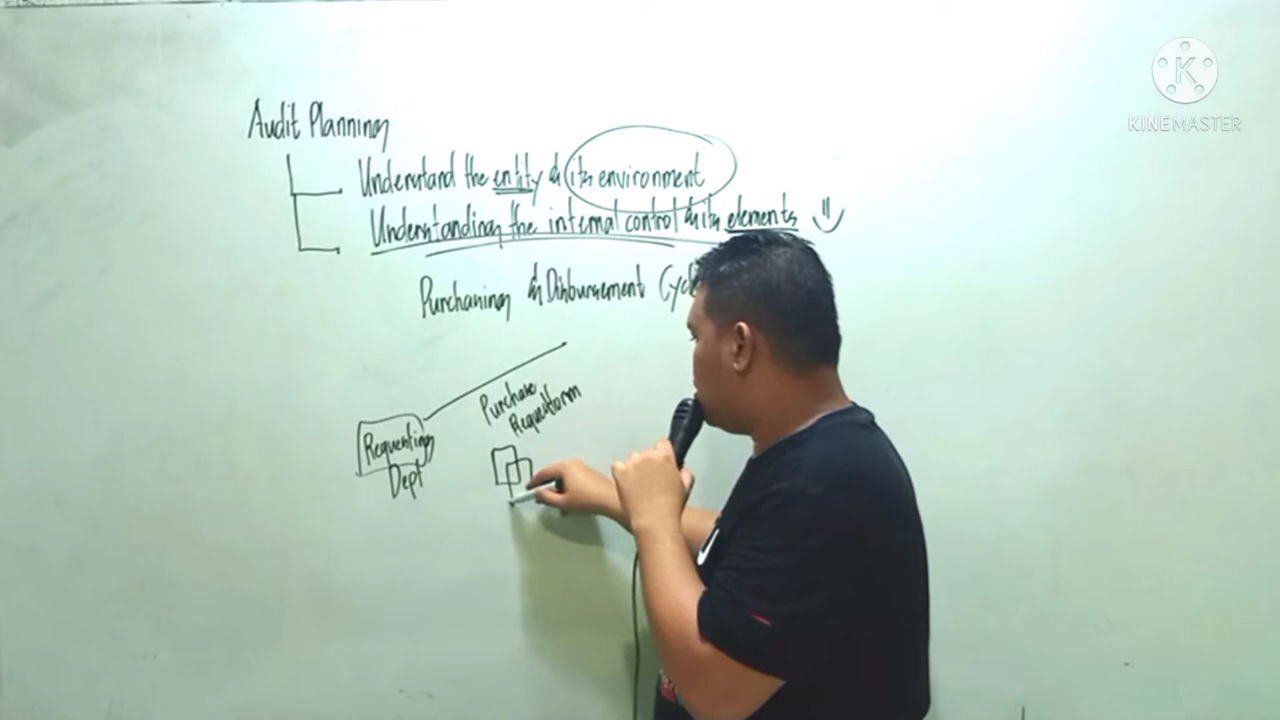 Audit Planning
Understand the entity & its environment
Understanding the internal control & its elements
Purchasing & Disbursement Cycle
Purchase
Request form
Requesting
Dept
K
KINEMASTER